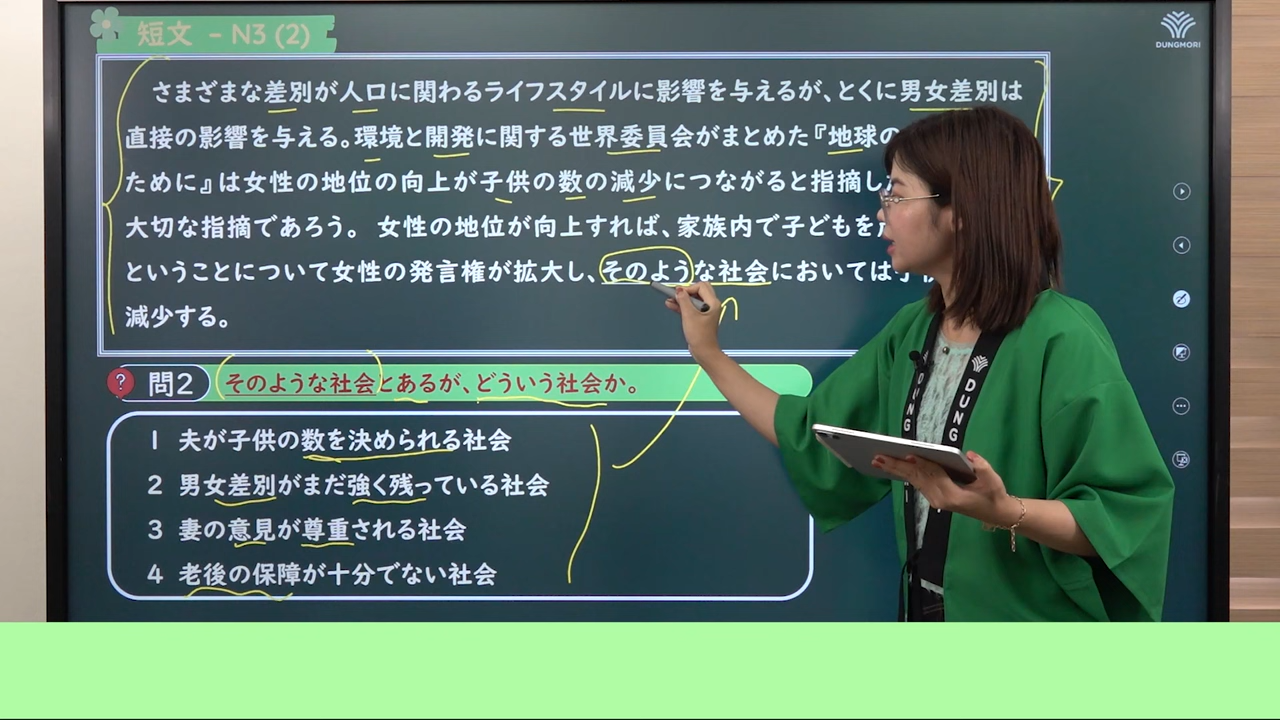 短文 - N3 (2)
DUNGMORI
さまざまな差別が人口に関わるライフスタイルに影響を与えるが、とくに男女差別は
直接の影響を与える。環境と開発に関する世界委員会がまとめた『地球の
ために』は女性の地位の向上が子供の数の減少につながると指摘し
大切な指摘であろう。 女性の地位が向上すれば、家族内で子どもを
ということについて女性の発言権が拡大し、そのような社会においては子
減少する。
? 問2 そのような社会とあるが、どういう社会か。
1 夫が子供の数を決められる社会
2 男女差別がまだ強く残っている社会
3 妻の意見が尊重される社会
4 老後の保障が十分でない社会
DUNG
DUNG